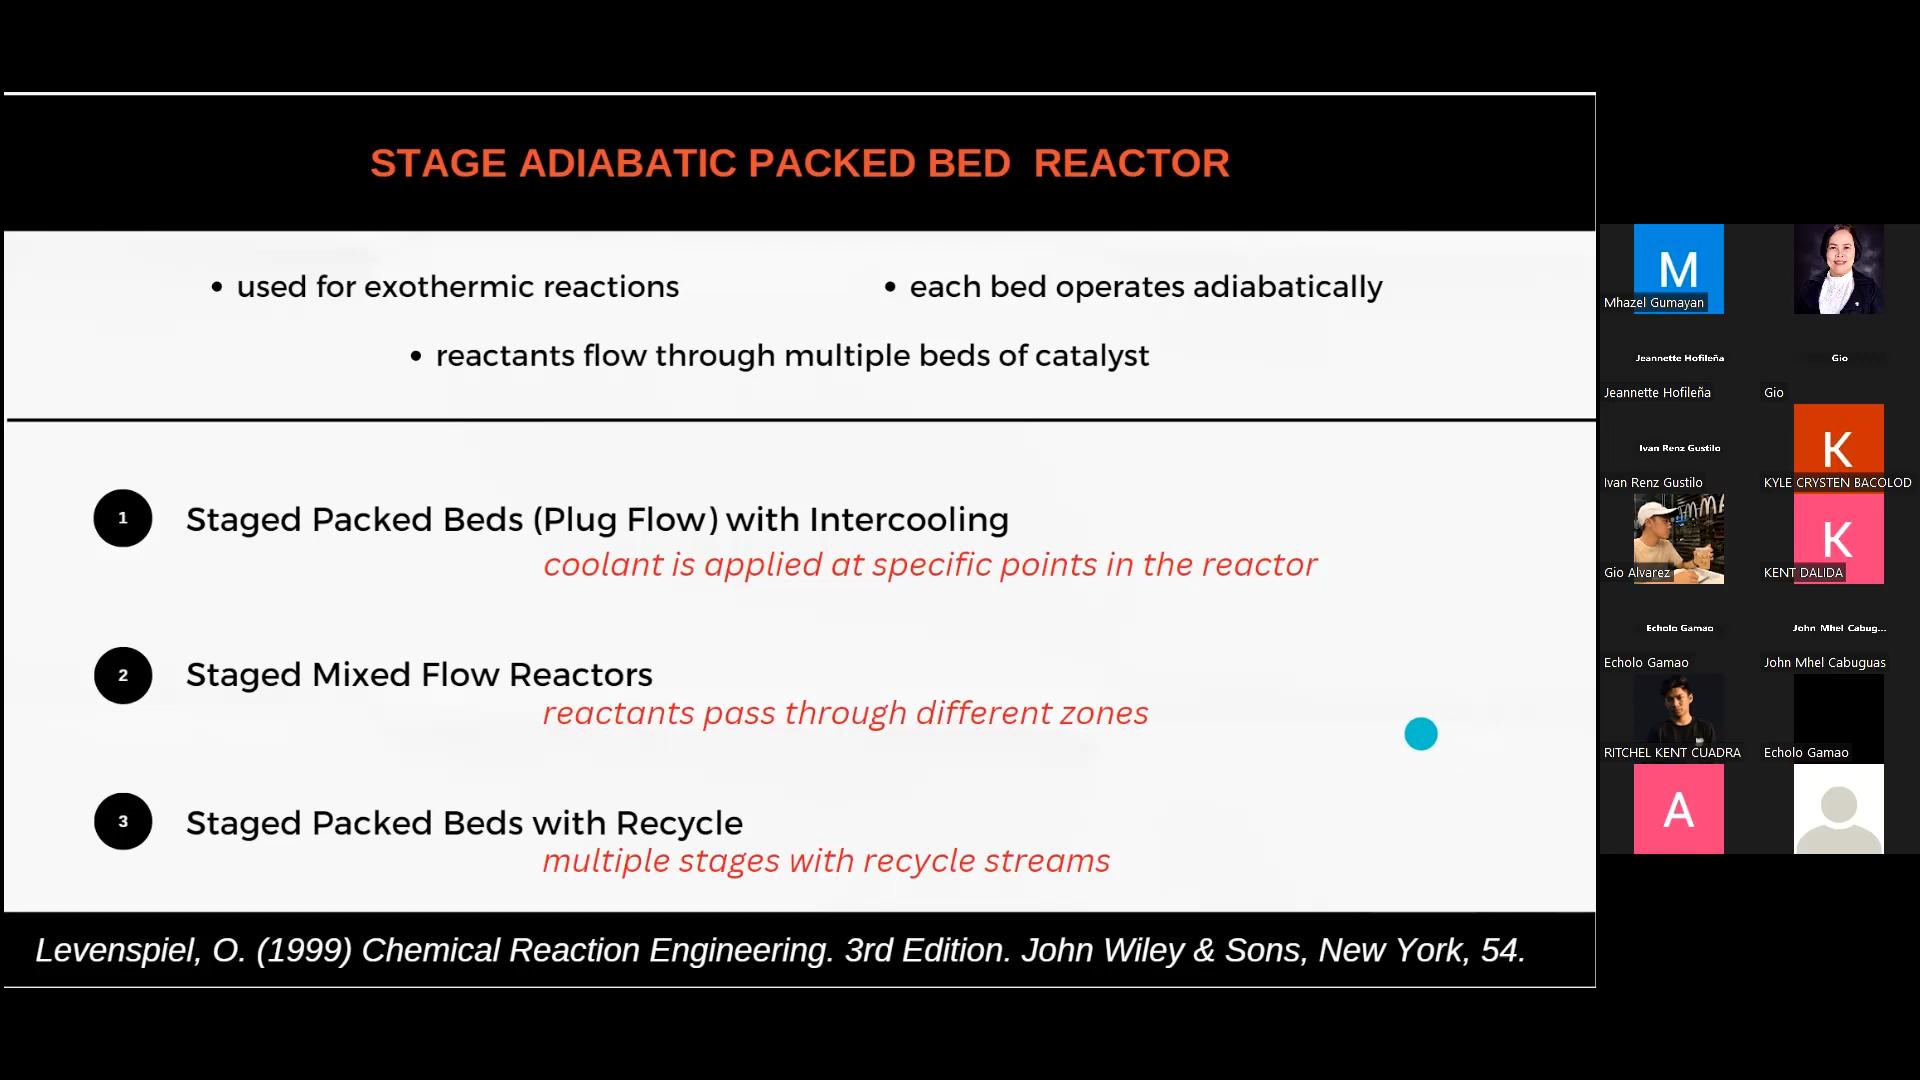 STAGE ADIABATIC PACKED BED REACTOR
• used for exothermic reactions
• each bed operates adiabatically
• reactants flow through multiple beds of catalyst
1 Staged Packed Beds (Plug Flow) with Intercooling
coolant is applied at specific points in the reactor
2 Staged Mixed Flow Reactors
reactants pass through different zones
3 Staged Packed Beds with Recycle
multiple stages with recycle streams
Levenspiel, O. (1999) Chemical Reaction Engineering. 3rd Edition. John Wiley & Sons, New York, 54.
M
Mhazel Gumayan
Jeannette Hofileña
Jeannette Hofileña
Gio
Gio
Ivan Renz Gustilo
Ivan Renz Gustilo
K
KYLE CRYSTEN BACOLOD
Gio Alvarez
K
KENT DALIDA
Echolo Gamao
Echolo Gamao
John Mhel Cabug...
John Mhel Cabuguas
RITCHEL KENT CUADRA
Echolo Gamao
A